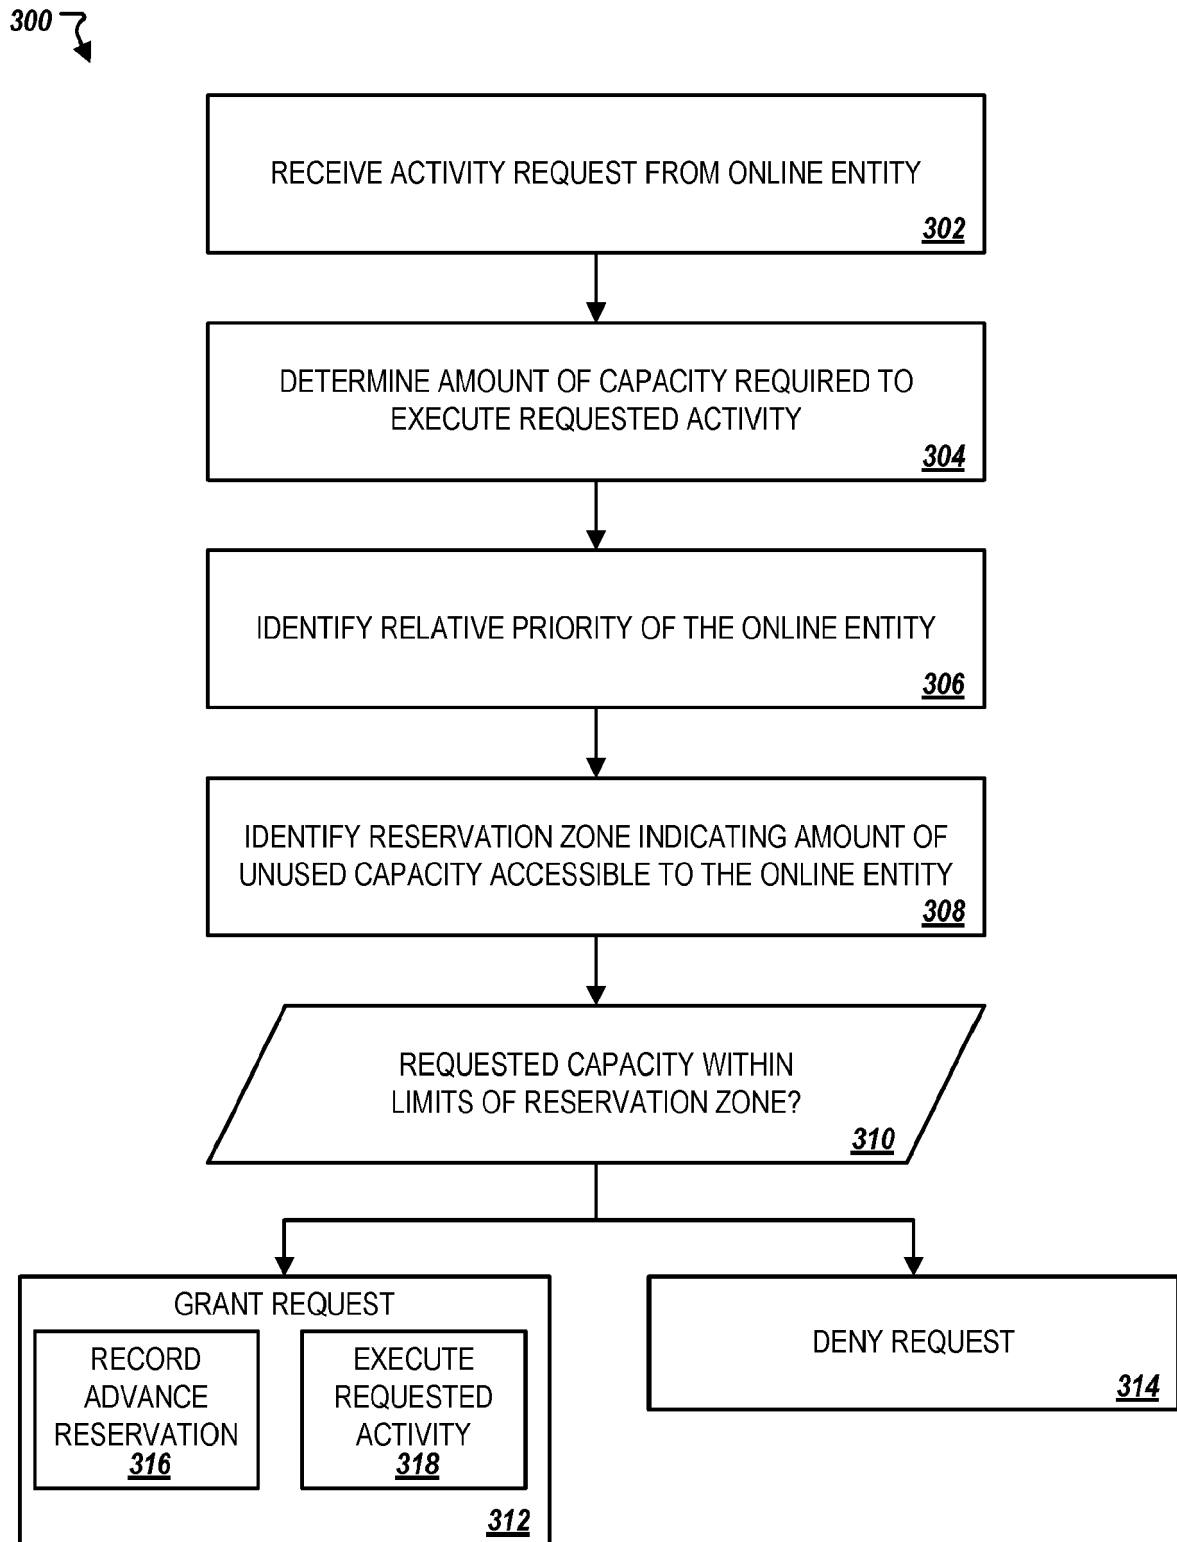 300
RECEIVE ACTIVITY REQUEST FROM ONLINE ENTITY
302
DETERMINE AMOUNT OF CAPACITY REQUIRED TO
EXECUTE REQUESTED ACTIVITY
304
IDENTIFY RELATIVE PRIORITY OF THE ONLINE ENTITY
306
IDENTIFY RESERVATION ZONE INDICATING AMOUNT OF
UNUSED CAPACITY ACCESSIBLE TO THE ONLINE ENTITY
308
REQUESTED CAPACITY WITHIN
LIMITS OF RESERVATION ZONE?
310
GRANT REQUEST
RECORD
ADVANCE
RESERVATION
316
EXECUTE
REQUESTED
ACTIVITY
318
312
DENY REQUEST
314